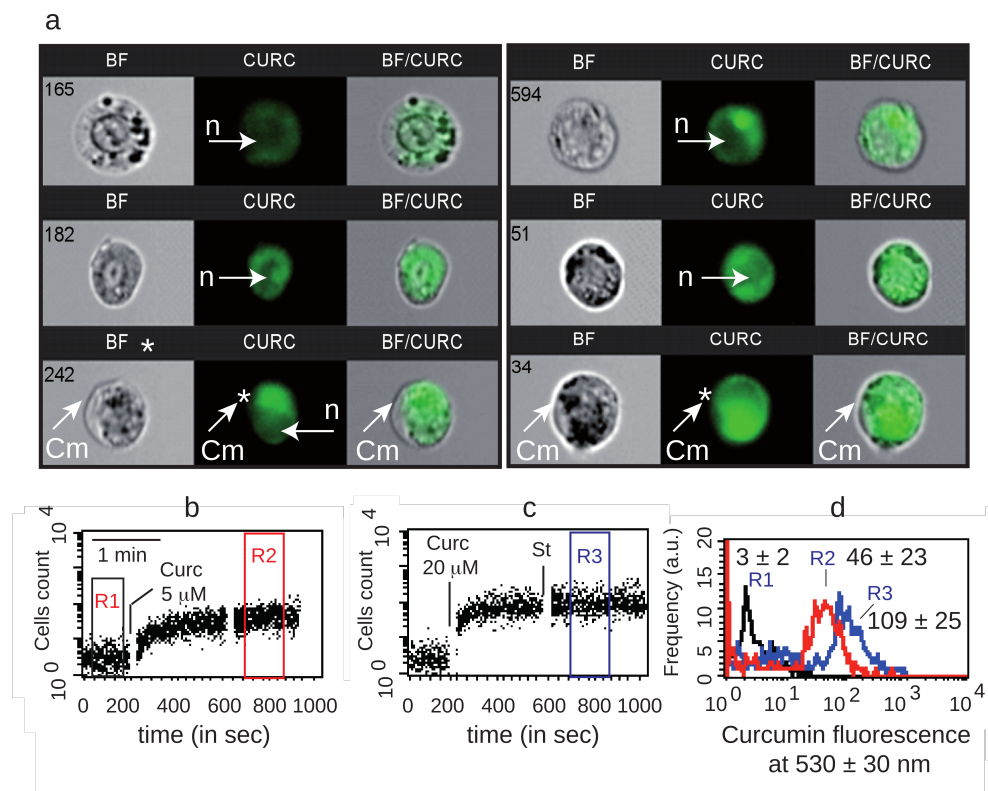 a
BF CURC BF/CURC
165
n
BF CURC BF/CURC
182
n
BF * CURC BF/CURC
242
*
n
Cm Cm Cm
BF CURC BF/CURC
594
n
BF CURC BF/CURC
51
n
BF CURC BF/CURC
34
*
Cm Cm Cm
b
Cells count
10 4
10 0
1 min
R1
Curc
5 µM
R2
0 200 400 600 800 1000
time (in sec)
c
Cells count
10 4
10 0
Curc
20 µM
St
R3
0 200 400 600 800 1000
time (in sec)
d
Frequency (a.u.)
20
15
10
5
0
3 ± 2
R1
R2 46 ± 23
R3
109 ± 25
10 0 10 1 10 2 10 3 10 4
Curcumin fluorescence
at 530 ± 30 nm